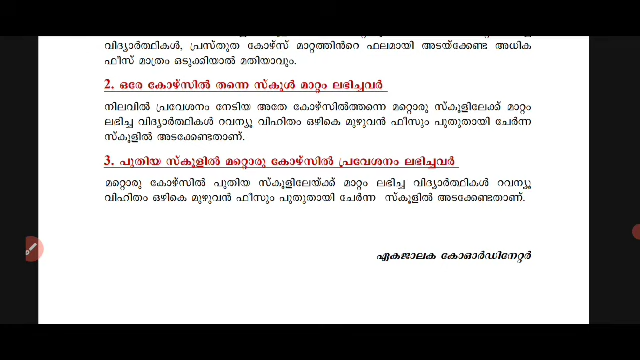 വിദ്യാർത്ഥികൾ, പ്രസ്തുത കോഴ്സ് മാറ്റത്തിൻറെ ഫലമായി അടയ്ക്കേണ്ട അധിക
ഫീസ് മാത്രം ഒടുക്കിയാൽ മതിയാവും.
2. ഒരേ കോഴ്സിൽ തന്നെ സ്കൂൾ മാറ്റം ലഭിച്ചവർ
നിലവിൽ പ്രവേശനം നേടിയ അതേ കോഴ്സിൽത്തന്നെ മറ്റൊരു സ്കൂളിലേക്ക് മാറ്റം
ലഭിച്ച വിദ്യാർത്ഥികൾ റവന്യൂ വിഹിതം ഒഴികെ മുഴുവൻ ഫീസും പുതുതായി ചേർന്ന
സ്കൂളിൽ അടക്കേണ്ടതാണ്.
3. പുതിയ സ്കൂളിൽ മറ്റൊരു കോഴ്സിൽ പ്രവേശനം ലഭിച്ചവർ
മറ്റൊരു കോഴ്സിൽ പുതിയ സ്കൂളിലേയ്ക്ക് മാറ്റം ലഭിച്ച വിദ്യാർത്ഥികൾ റവന്യൂ
വിഹിതം ഒഴികെ മുഴുവൻ ഫീസും പുതുതായി ചേർന്ന സ്കൂളിൽ അടക്കേണ്ടതാണ്.
ഏകജാലക കോഓർഡിനേറ്റർ